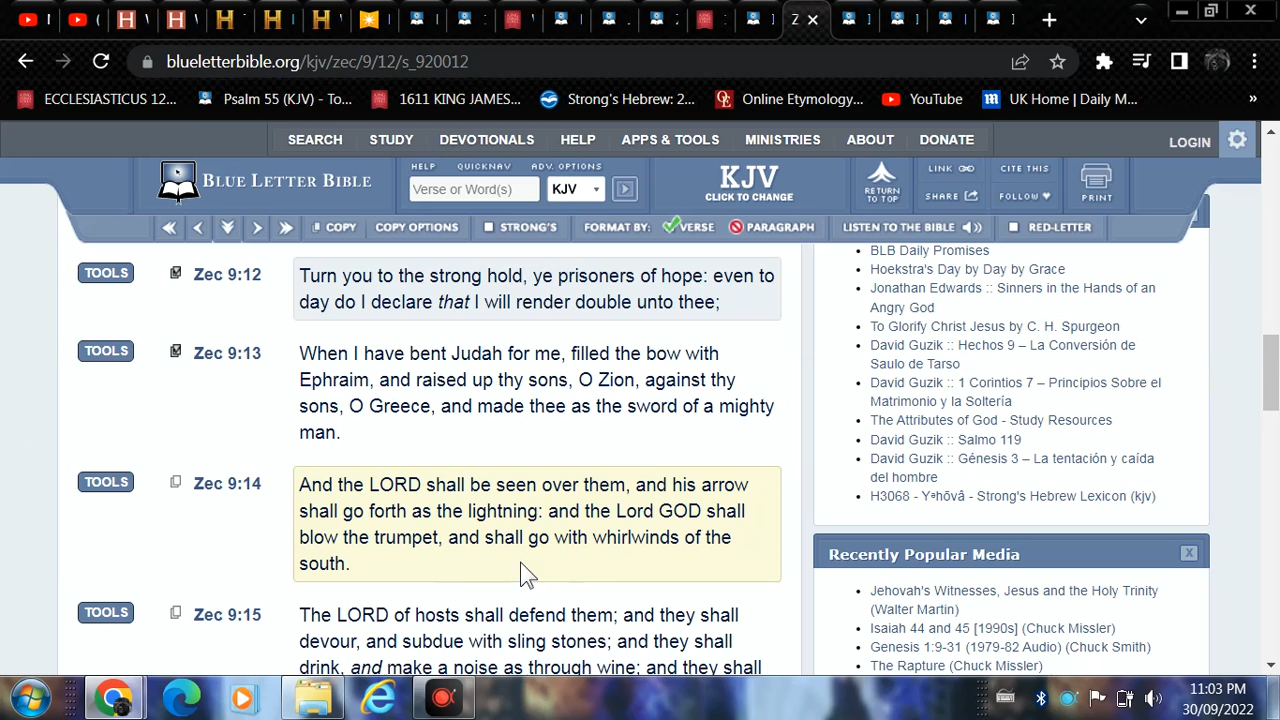 Z
blueletterbible.org/kjv/zec/9/12/s_920012
ECCLESIASTICUS 12...
Psalm 55 (KJV) - To...
1611 KING JAMES...
Strong's Hebrew: 2...
Online Etymology...
YouTube
UK Home | Daily M...
»
SEARCH STUDY DEVOTIONALS HELP APPS & TOOLS MINISTRIES ABOUT DONATE
LOGIN
BLUE LETTER BIBLE
HELP QUICKNAV ADV. OPTIONS
Verse or Word(s)
KJV
KJV
CLICK TO CHANGE
RETURN
TO TOP
LINK
CITE THIS
SHARE
FOLLOW
PRINT
COPY COPY OPTIONS STRONG'S FORMAT BY: VERSE PARAGRAPH LISTEN TO THE BIBLE RED-LETTER
TOOLS
Zec 9:12
Turn you to the strong hold, ye prisoners of hope: even to
day do I declare that I will render double unto thee;
TOOLS
Zec 9:13
When I have bent Judah for me, filled the bow with
Ephraim, and raised up thy sons, O Zion, against thy
sons, O Greece, and made thee as the sword of a mighty
man.
TOOLS
Zec 9:14
And the LORD shall be seen over them, and his arrow
shall go forth as the lightning: and the Lord GOD shall
blow the trumpet, and shall go with whirlwinds of the
south.
TOOLS
Zec 9:15
The LORD of hosts shall defend them; and they shall
devour, and subdue with sling stones; and they shall
drink, and make a noise as through wine; and they shall
BLB Daily Promises
Hoekstra's Day by Day by Grace
Jonathan Edwards :: Sinners in the Hands of an
Angry God
To Glorify Christ Jesus by C. H. Spurgeon
David Guzik :: Hechos 9 – La Conversión de
Saulo de Tarso
David Guzik :: 1 Corintios 7 – Principios Sobre el
Matrimonio y la Soltería
The Attributes of God - Study Resources
David Guzik :: Salmo 119
David Guzik :: Génesis 3 – La tentación y caída
del hombre
H3068 - Yᵊhōvâ - Strong's Hebrew Lexicon (kjv)
Recently Popular Media
X
Jehovah's Witnesses, Jesus and the Holy Trinity
(Walter Martin)
Isaiah 44 and 45 [1990s] (Chuck Missler)
Genesis 1:9-31 (1979-82 Audio) (Chuck Smith)
The Rapture (Chuck Missler)
11:03 PM
30/09/2022